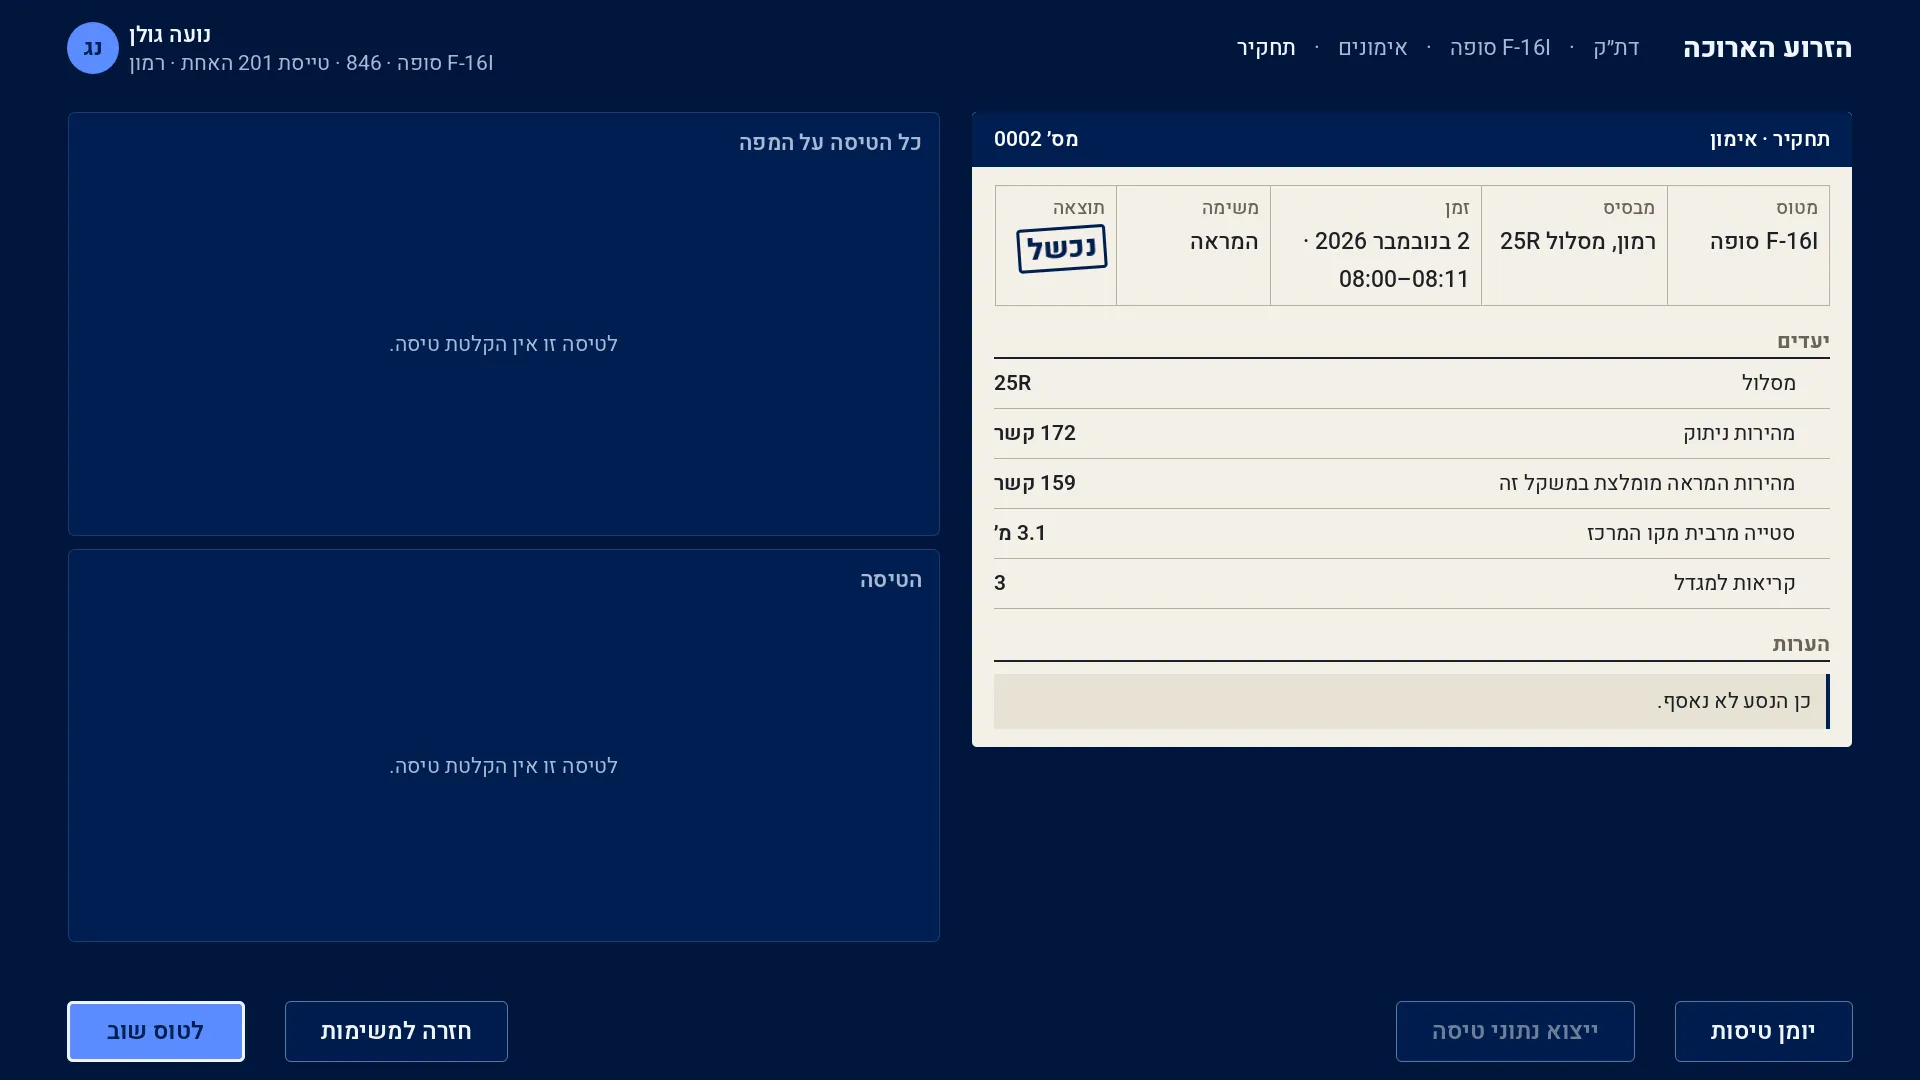 הזרוע הארוכה
דת״ק · F-16I סופה · אימונים · תחקיר
נועה גולן
F-16I סופה · 846 · טייסת 201 האחת · רמון
נג
תחקיר · אימון
מס׳ 0002
מטוס
F-16I סופה
מבסיס
רמון, מסלול 25R
זמן
2 בנובמבר 2026 ·
08:00–08:11
משימה
המראה
תוצאה
נכשל
יעדים
מסלול 25R
מהירות ניתוק 172 קשר
מהירות המראה מומלצת במשקל זה 159 קשר
סטייה מרבית מקו המרכז 3.1 מ׳
קריאות למגדל 3
הערות
כן הנסע לא נאסף.
כל הטיסה על המפה
לטיסה זו אין הקלטת טיסה.
הטיסה
לטיסה זו אין הקלטת טיסה.
יומן טיסות
ייצוא נתוני טיסה
חזרה למשימות
לטוס שוב